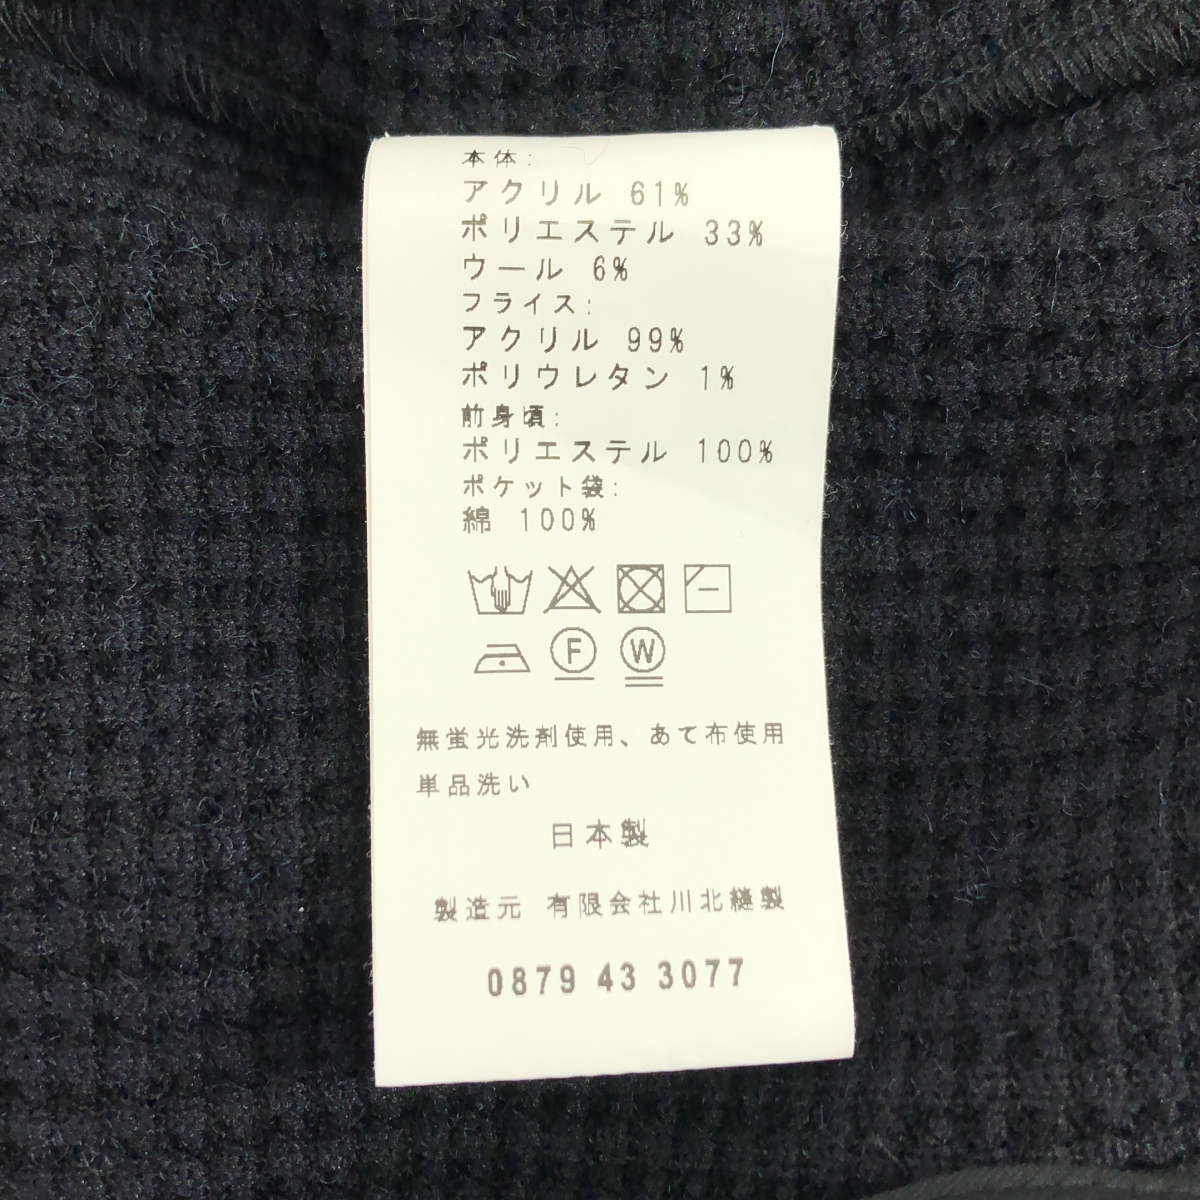 本体:
アクリル 61%
ポリエステル 33%
ウール 6%
フライス:
アクリル 99%
ポリウレタン 1%
前身頃:
ポリエステル 100%
ポケット袋:
綿 100%
F W
無蛍光洗剤使用、あて布使用
単品洗い
日本製
製造元 有限会社川北縫製
0879 43 3077